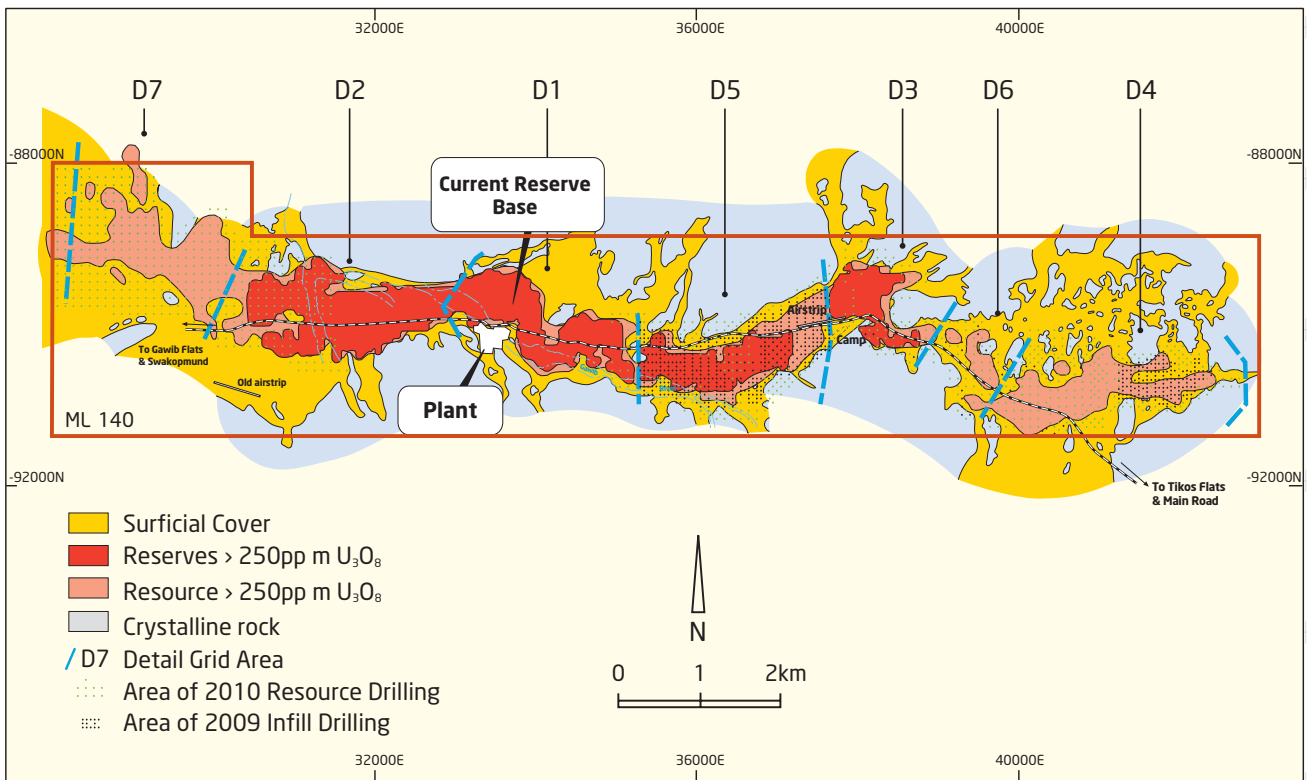 32000E
36000E
40000E
D7
D2
D1
D5
D3
D6
D4
-88000N
-88000N
Current Reserve
Base
Airstrip
Camp
To Gawib Flats
& Swakopmund
Old airstrip
Plant
ML 140
-92000N
-92000N
To Tikos Flats
& Main Road
Surficial Cover
Reserves > 250pp m U₃O₈
Resource > 250pp m U₃O₈
Crystalline rock
D7 Detail Grid Area
Area of 2010 Resource Drilling
Area of 2009 Infill Drilling
N
0 1 2km
32000E
36000E
40000E